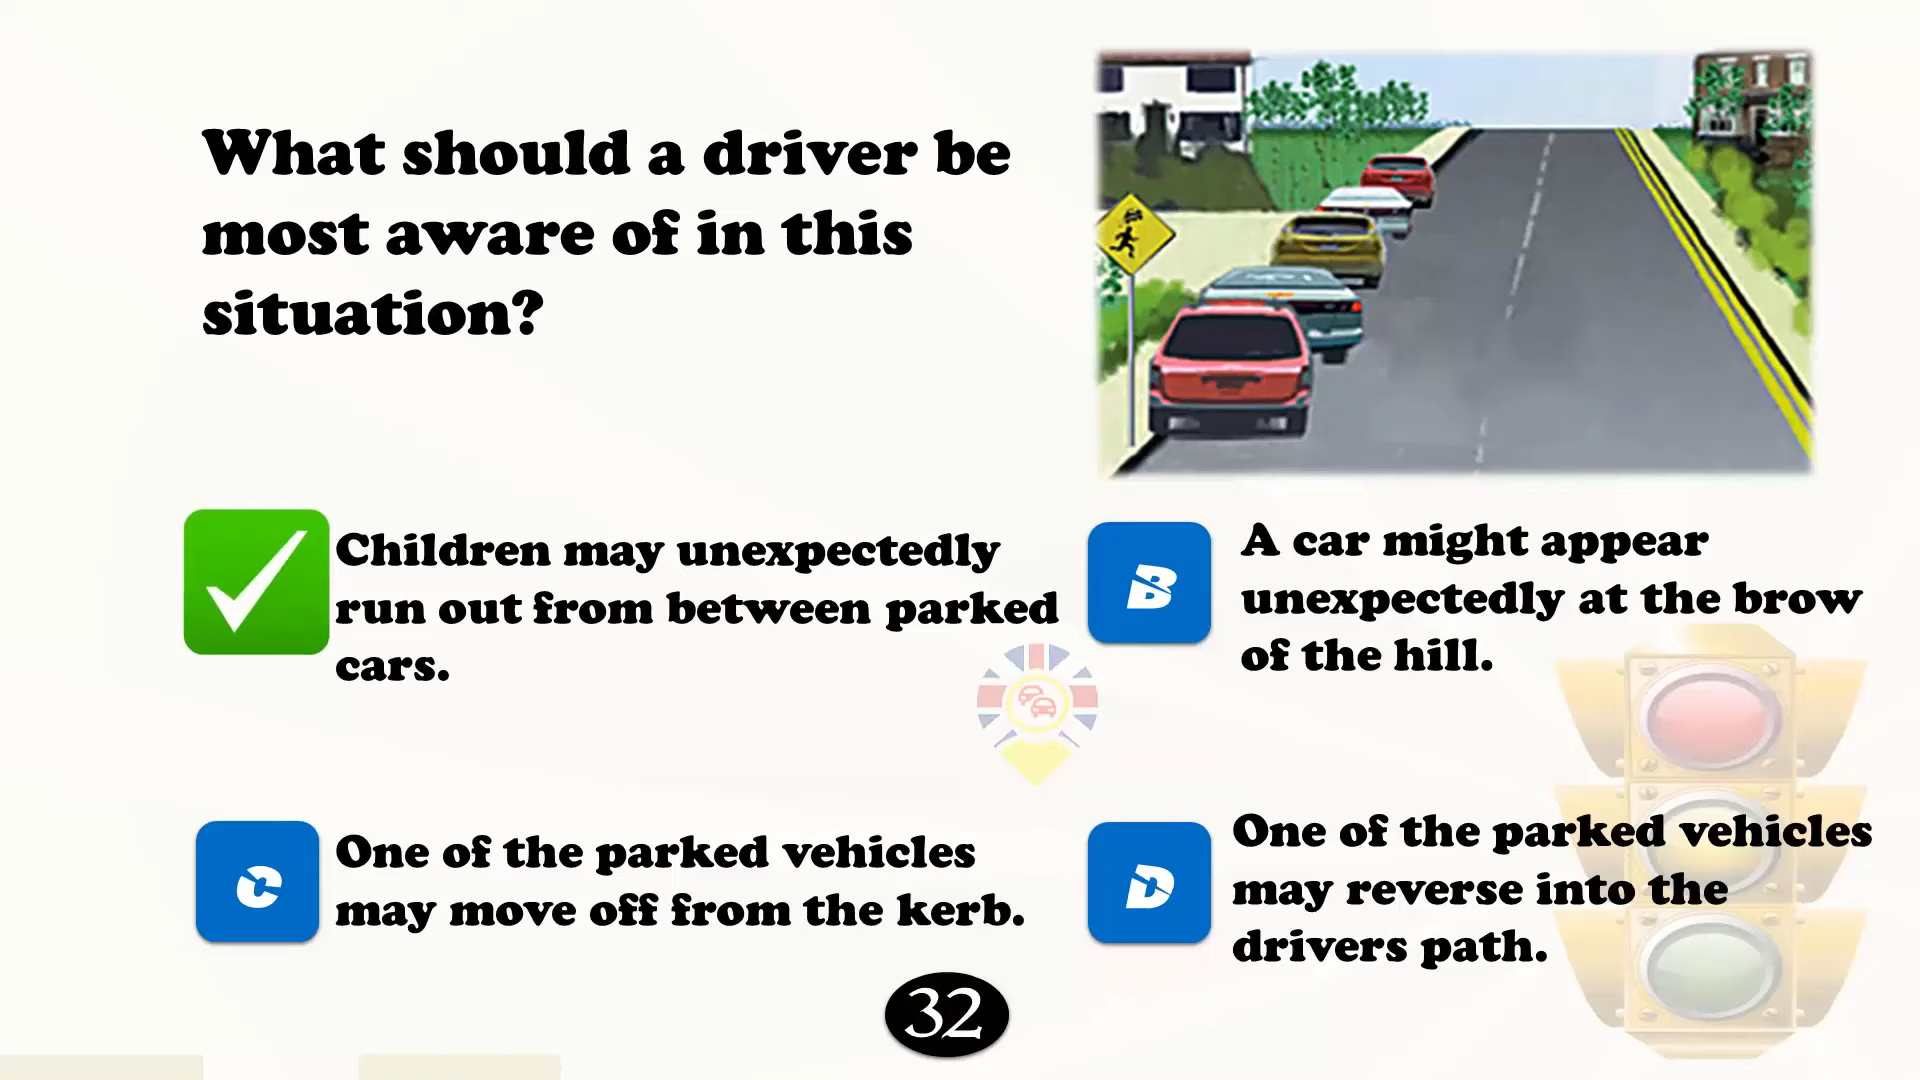 What should a driver be
most aware of in this
situation?
Children may unexpectedly
run out from between parked
cars.
B
A car might appear
unexpectedly at the brow
of the hill.
C
One of the parked vehicles
may move off from the kerb.
D
One of the parked vehicles
may reverse into the
drivers path.
32